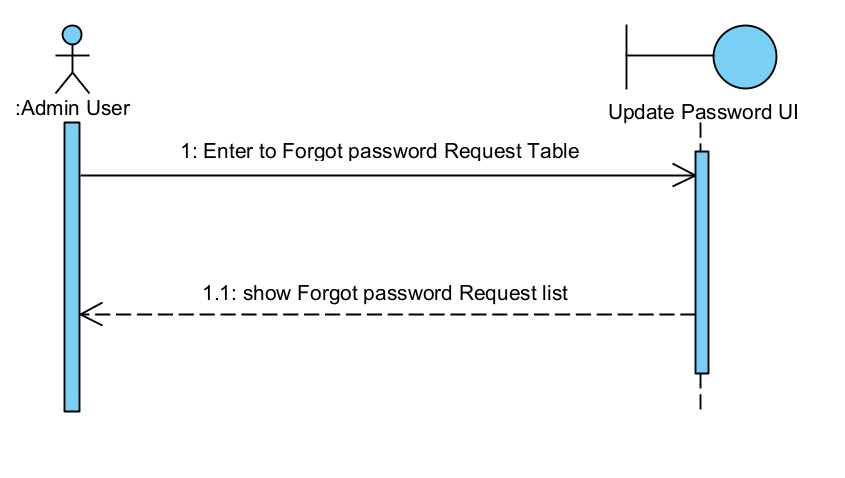 :Admin User
Update Password UI
1: Enter to Forgot password Request Table
1.1: show Forgot password Request list